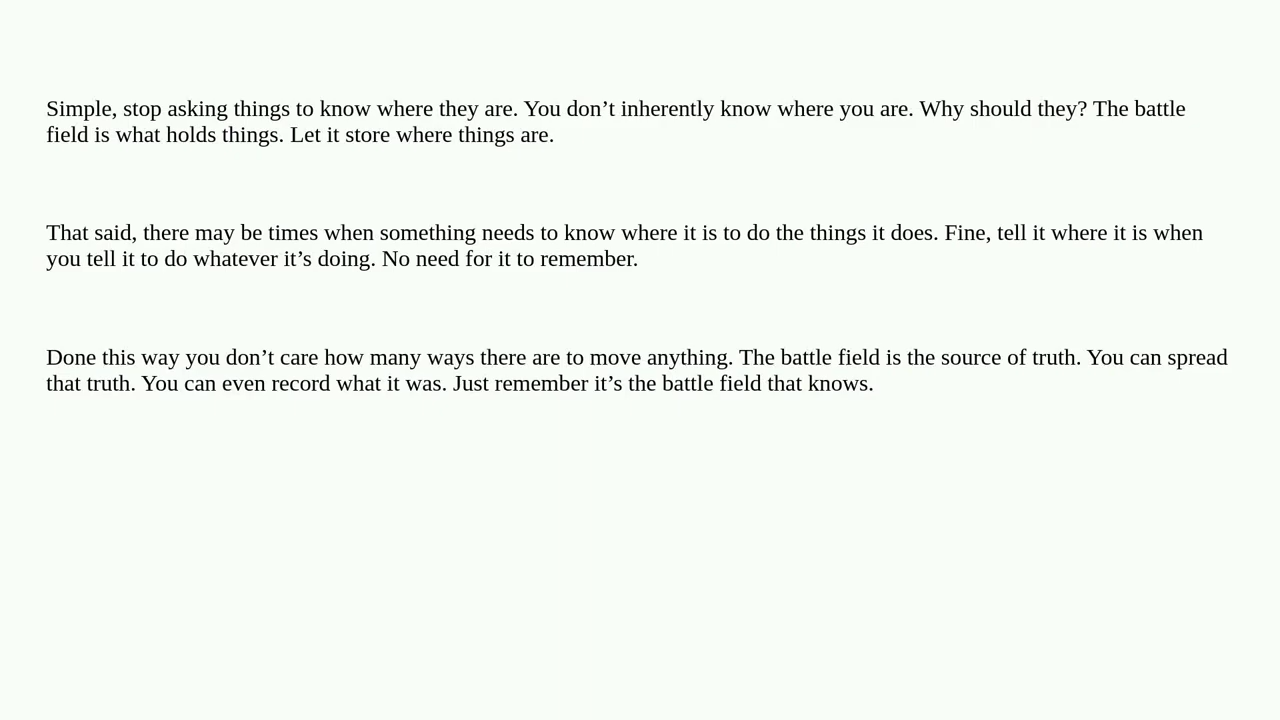 Simple, stop asking things to know where they are. You don’t inherently know where you are. Why should they? The battle
field is what holds things. Let it store where things are.
That said, there may be times when something needs to know where it is to do the things it does. Fine, tell it where it is when
you tell it to do whatever it’s doing. No need for it to remember.
Done this way you don’t care how many ways there are to move anything. The battle field is the source of truth. You can spread
that truth. You can even record what it was. Just remember it’s the battle field that knows.